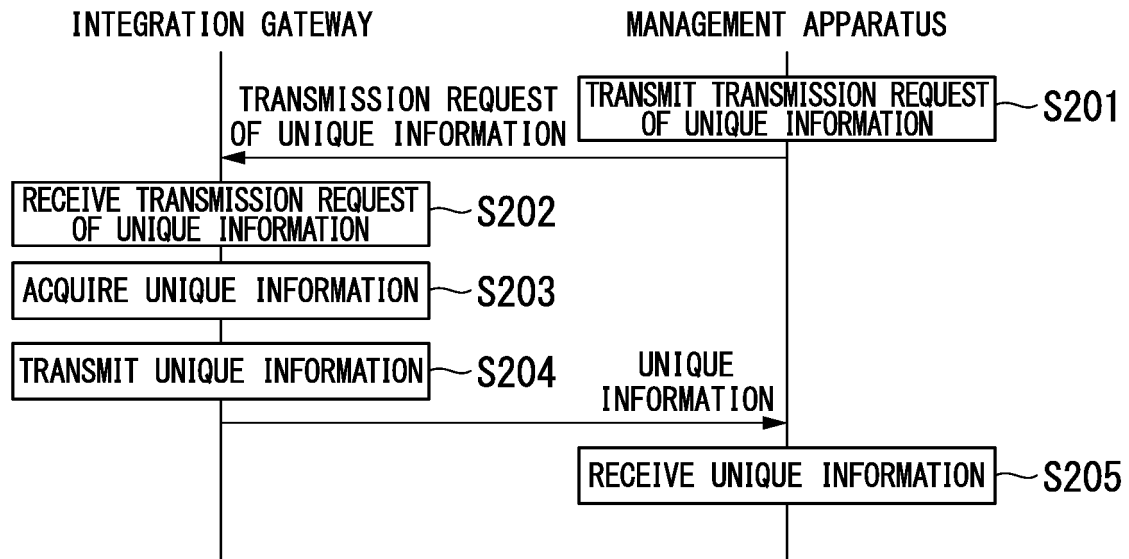 INTEGRATION GATEWAY
MANAGEMENT APPARATUS
TRANSMIT TRANSMISSION REQUEST
OF UNIQUE INFORMATION
S201
TRANSMISSION REQUEST
OF UNIQUE INFORMATION
RECEIVE TRANSMISSION REQUEST
OF UNIQUE INFORMATION
S202
ACQUIRE UNIQUE INFORMATION
S203
TRANSMIT UNIQUE INFORMATION
S204
UNIQUE
INFORMATION
RECEIVE UNIQUE INFORMATION
S205